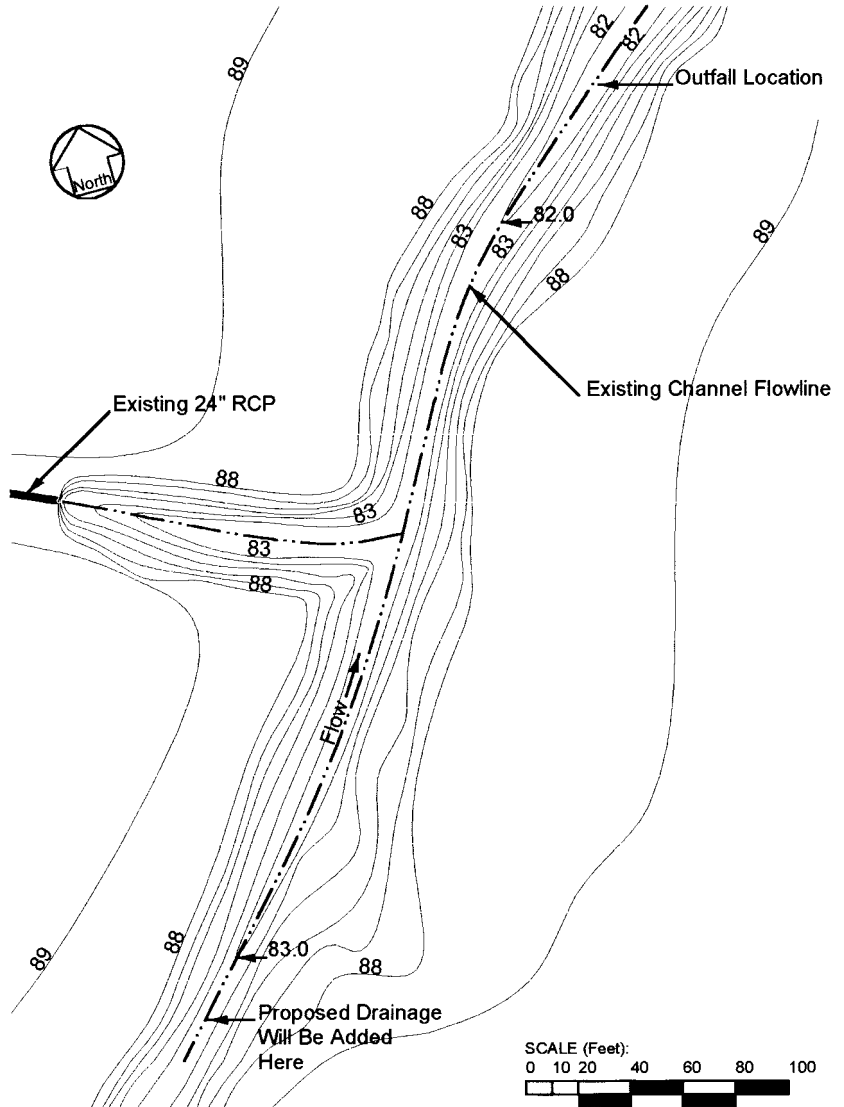 82
82
89
Outfall Location
North
88
83
82.0
83
89
88
Existing Channel Flowline
Existing 24" RCP
88
83
83
88
Flow
88
89
83.0
88
Proposed Drainage
Will Be Added
Here
SCALE (Feet):
0 10 20 40 60 80 100